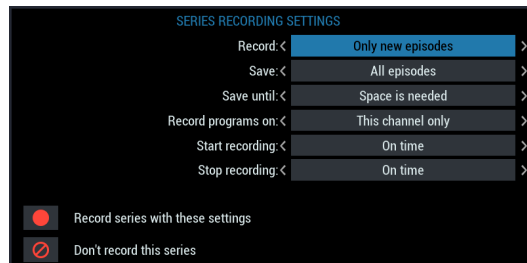 SERIES RECORDING SETTINGS
Record: < Only new episodes >
Save: < All episodes >
Save until: < Space is needed >
Record programs on: < This channel only >
Start recording: < On time >
Stop recording: < On time >
Record series with these settings
Don't record this series